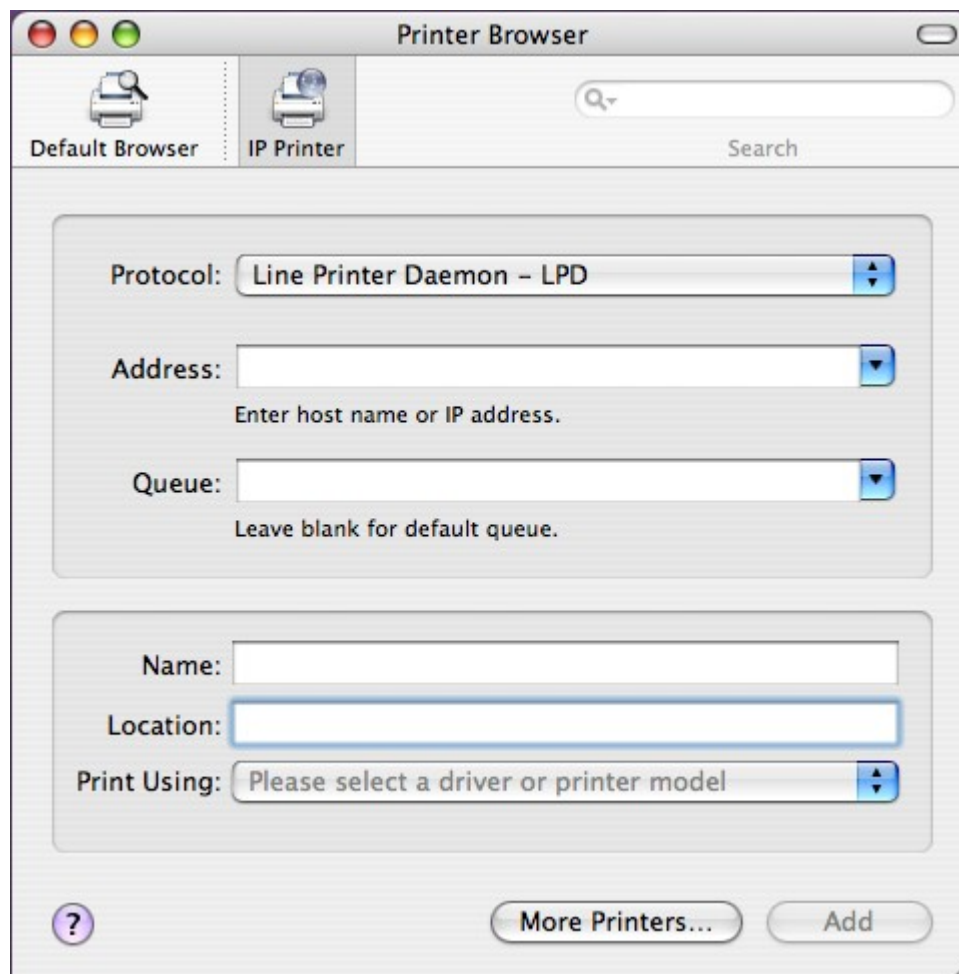 Printer Browser
Default Browser
IP Printer
Search
Protocol: Line Printer Daemon – LPD
Address:
Enter host name or IP address.
Queue:
Leave blank for default queue.
Name:
Location:
Print Using: Please select a driver or printer model
? More Printers... Add